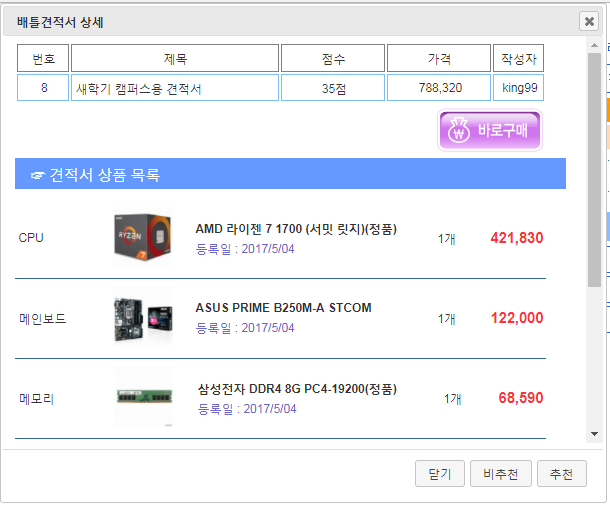 배틀견적서 상세
번호 제목 점수 가격 작성자
8 새학기 캠퍼스용 견적서 35점 788,320 king99
바로구매
☞ 견적서 상품 목록
CPU AMD 라이젠 7 1700 (서밋 릿지)(정품) 1개 421,830
등록일 : 2017/5/04
메인보드 ASUS PRIME B250M-A STCOM 1개 122,000
등록일 : 2017/5/04
메모리 삼성전자 DDR4 8G PC4-19200(정품) 1개 68,590
등록일 : 2017/5/04
닫기 비추천 추천